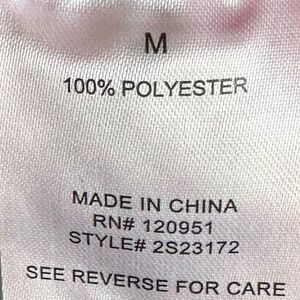 M
100% POLYESTER
MADE IN CHINA
RN# 120951
STYLE# 2S23172
SEE REVERSE FOR CARE